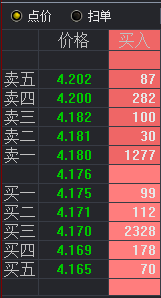 点价 扫单
价格 买入
卖五 4.202 87
卖四 4.200 282
卖三 4.182 100
卖二 4.181 30
卖一 4.180 1277
4.176
买一 4.175 99
买二 4.171 112
买三 4.170 2328
买四 4.169 178
买五 4.165 70